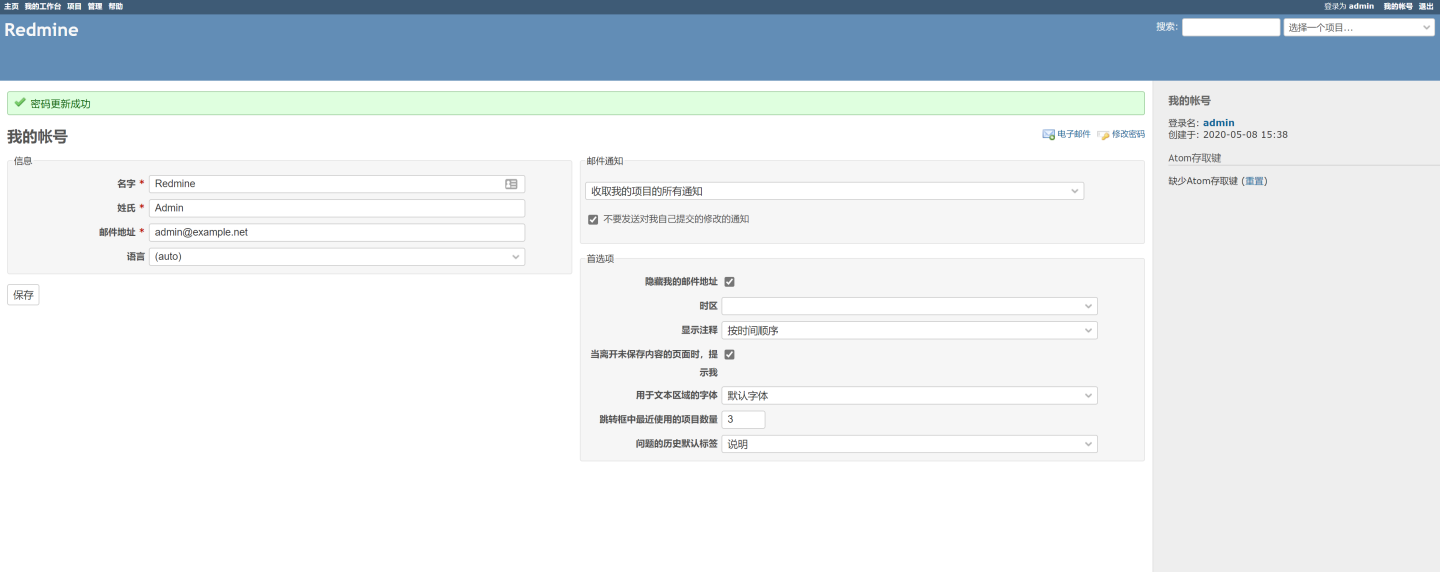 主页 我的工作台 项目 管理 帮助
登录为 admin 我的帐号 退出
Redmine
搜索: 选择一个项目...
密码更新成功
我的帐号
电子邮件 修改密码
信息
名字 * Redmine
姓氏 * Admin
邮件地址 * admin@example.net
语言 (auto)
保存
邮件通知
收取我的项目的所有通知
不要发送对我自己提交的修改的通知
首选项
隐藏我的邮件地址
时区
显示注释 按时间顺序
当离开未保存内容的页面时，提
示我
用于文本区域的字体 默认字体
跳转框中最近使用的项目数量 3
问题的历史默认标签 说明
我的帐号
登录名: admin
创建于: 2020-05-08 15:38
Atom存取键
缺少Atom存取键 (重置)